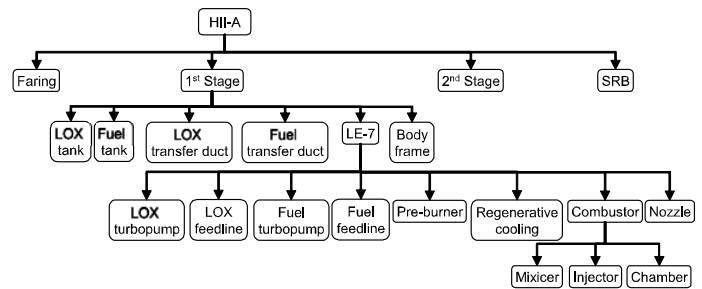 HII-A
Faring
1st Stage
2nd Stage
SRB
LOX
tank
Fuel
tank
LOX
transfer duct
Fuel
transfer duct
LE-7
Body
frame
LOX
turbopump
LOX
feedline
Fuel
turbopump
Fuel
feedline
Pre-burner
Regenerative
cooling
Combustor
Nozzle
Mixicer
Injector
Chamber